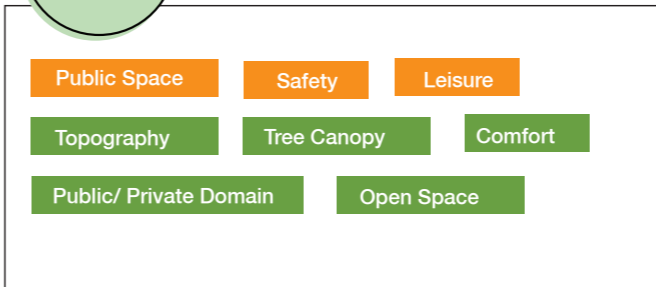 Public Space Safety Leisure
Topography Tree Canopy Comfort
Public/ Private Domain Open Space